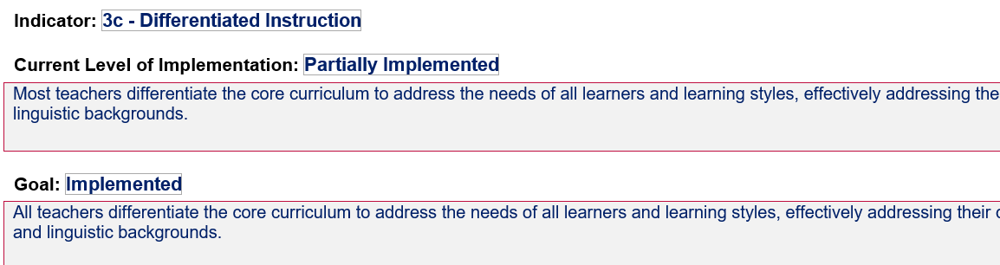 Indicator: 3c - Differentiated Instruction
Current Level of Implementation: Partially Implemented
Most teachers differentiate the core curriculum to address the needs of all learners and learning styles, effectively addressing the
linguistic backgrounds.
Goal: Implemented
All teachers differentiate the core curriculum to address the needs of all learners and learning styles, effectively addressing their
and linguistic backgrounds.